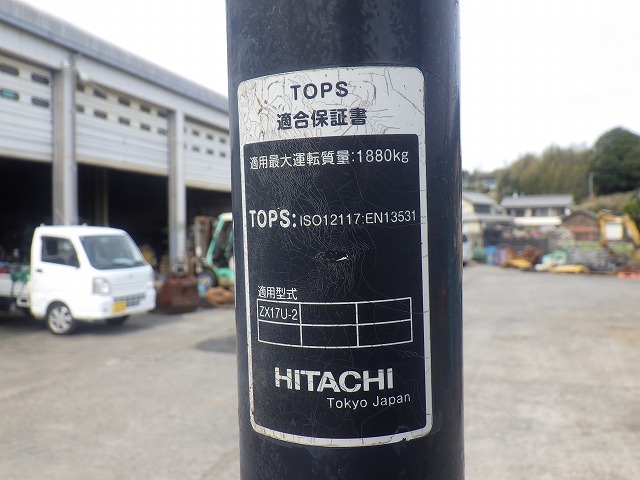 TOPS
適合保証書
適用最大運転質量:1880kg
TOPS:ISO12117:EN13531
適用型式
ZX17U-2
HITACHI
Tokyo Japan